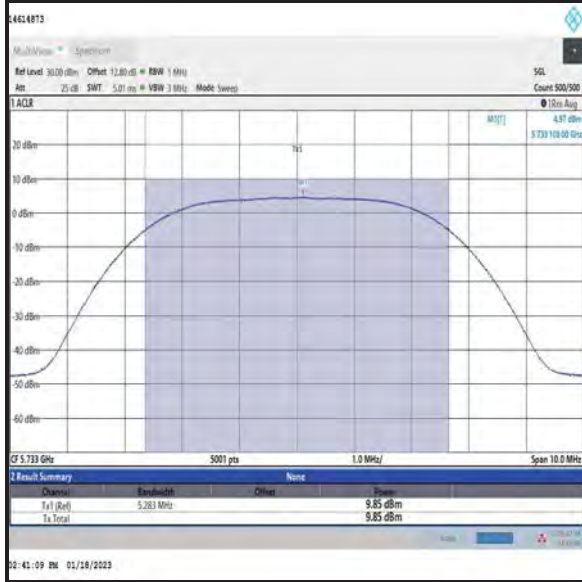 14614873
MultiView Spectrum
Ref Level 30.00 dBm Offset 12.80 dB RBW 1 MHz SGL
Att 25 dB SWT 5.01 ms VBW 3 MHz Mode Sweep Count 500/500
1 ACLR 1Rm Avg
M1[1] 4.97 dBm
5.733 100 00 GHz
Tx1
20 dBm
10 dBm
0 dBm
-10 dBm
-20 dBm
-30 dBm
-40 dBm
-50 dBm
-60 dBm
CF 5.733 GHz 5001 pts 1.0 MHz/ Span 10.0 MHz
2 Result Summary None
Channel Bandwidth Offset Power
Tx1 (Ref) 5.283 MHz 9.85 dBm
Tx Total 9.85 dBm
02:41:09 PM 01/18/2023